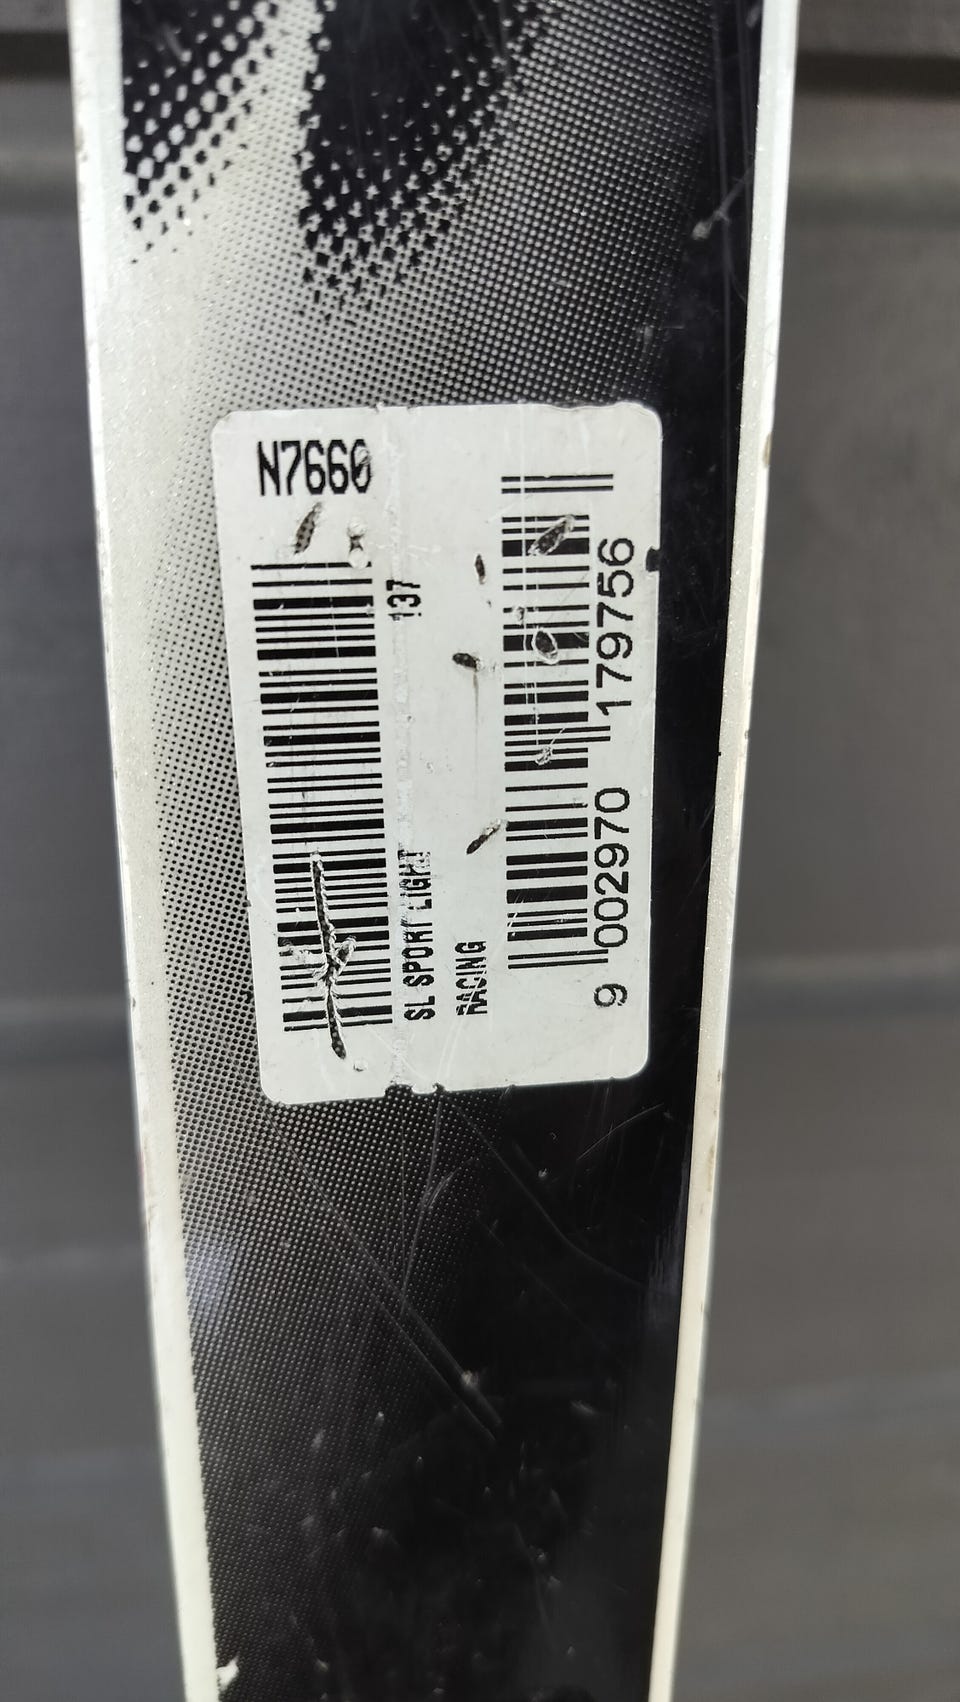 N7660
137
SL SPORT LIGHT
RACING
9 002970 179756